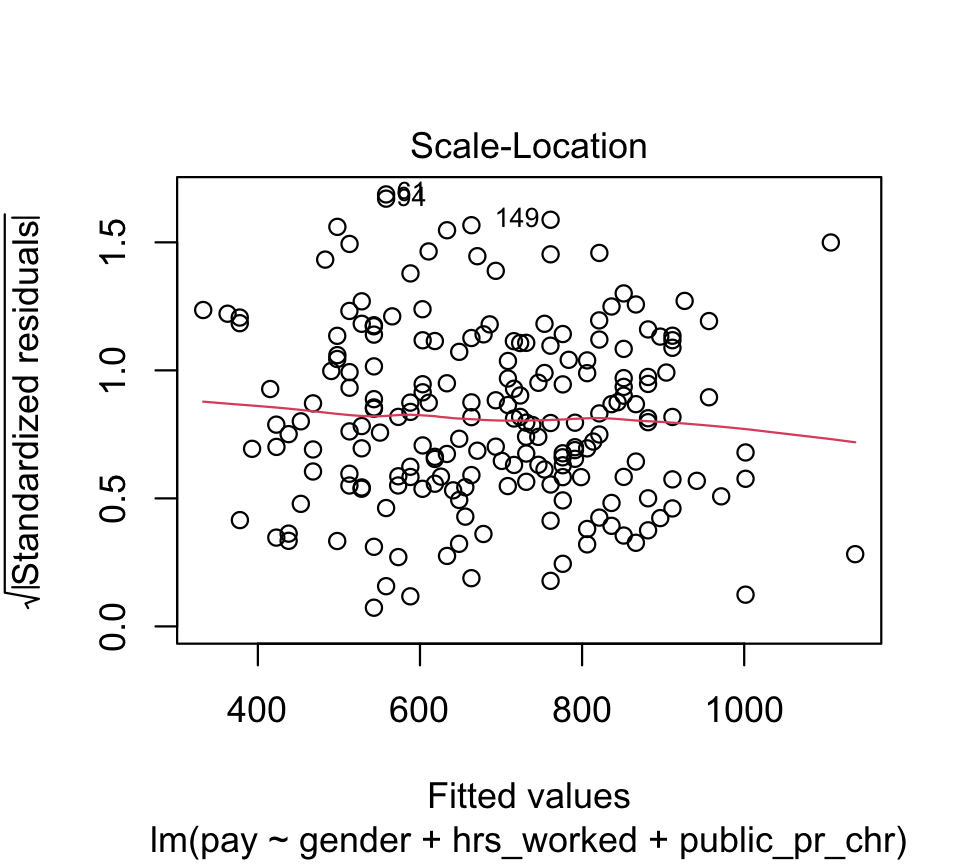 Scale-Location
√|Standardized residuals|
1.5
1.0
0.5
0.0
61
94
149
400 600 800 1000
Fitted values
lm(pay ~ gender + hrs_worked + public_pr_chr)